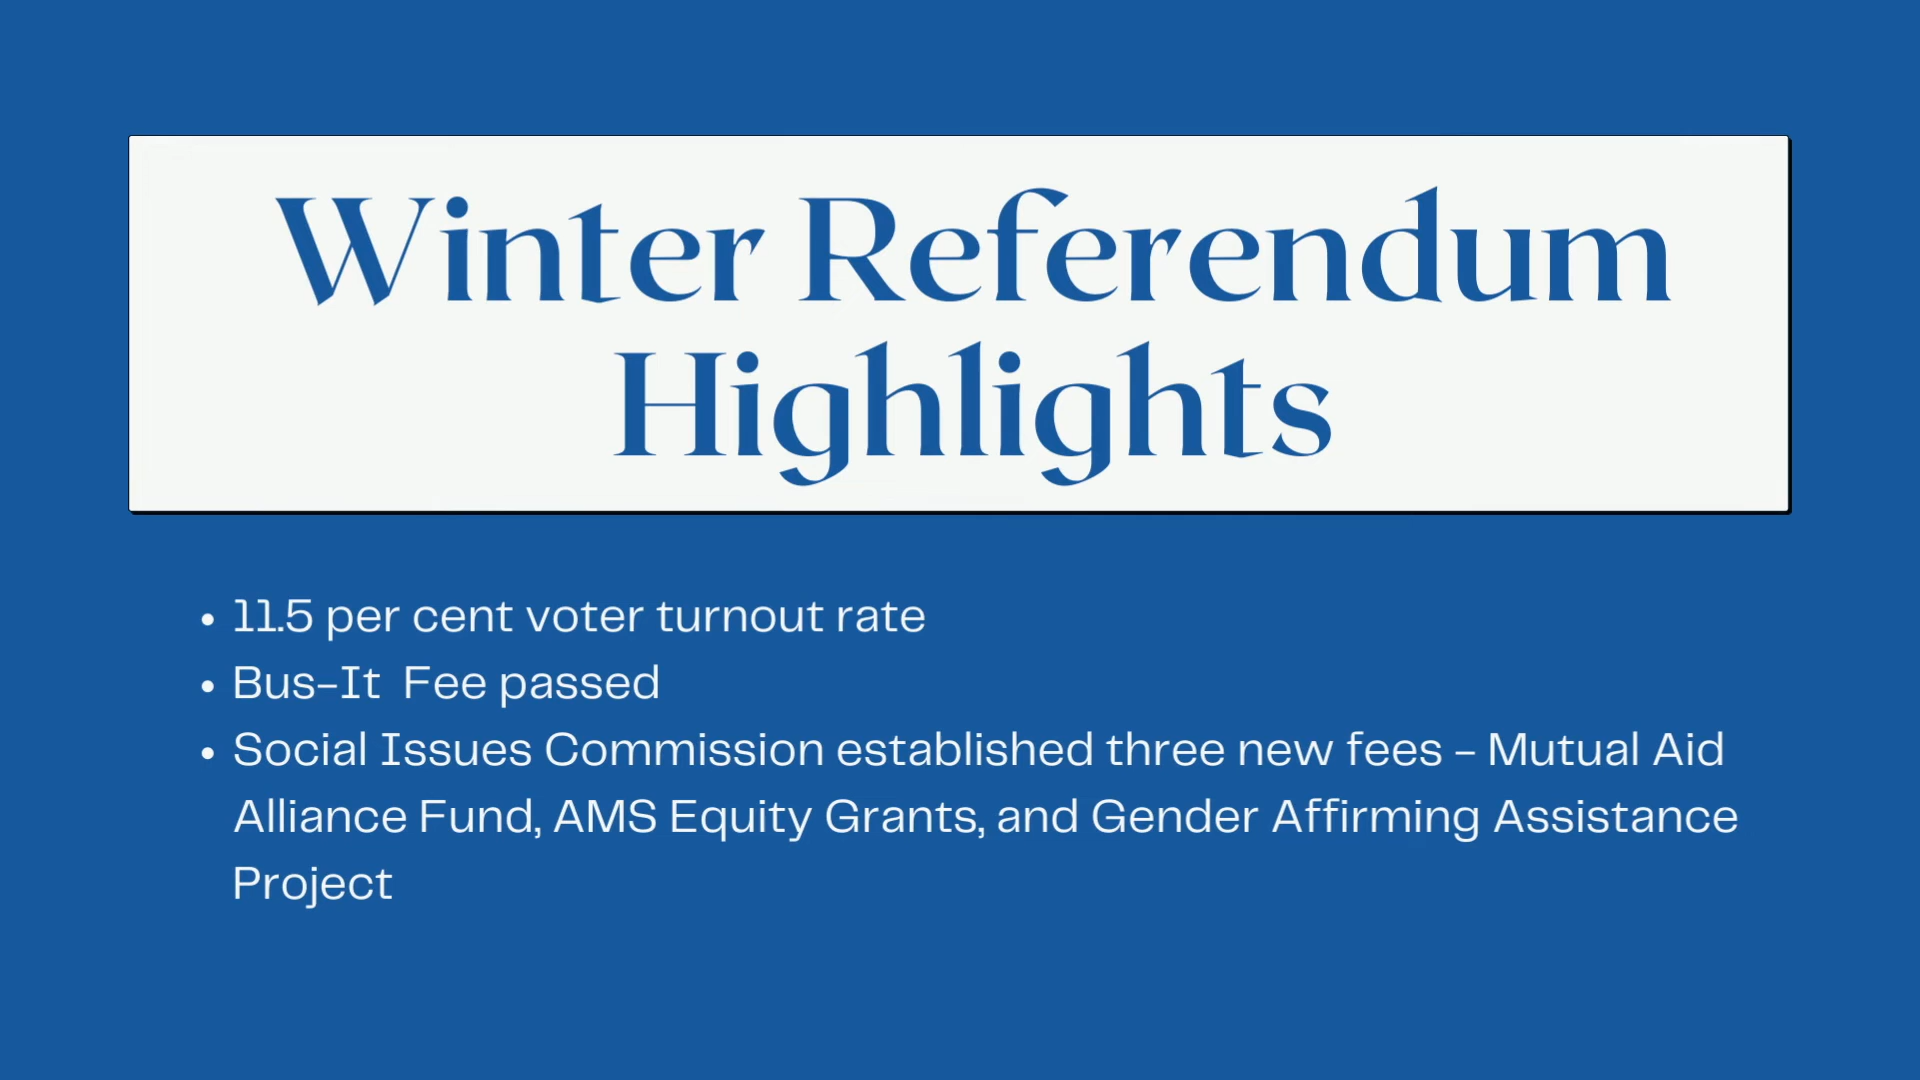 Winter Referendum
Highlights
• 11.5 per cent voter turnout rate
• Bus-It  Fee passed
• Social Issues Commission established three new fees - Mutual Aid
Alliance Fund, AMS Equity Grants, and Gender Affirming Assistance
Project